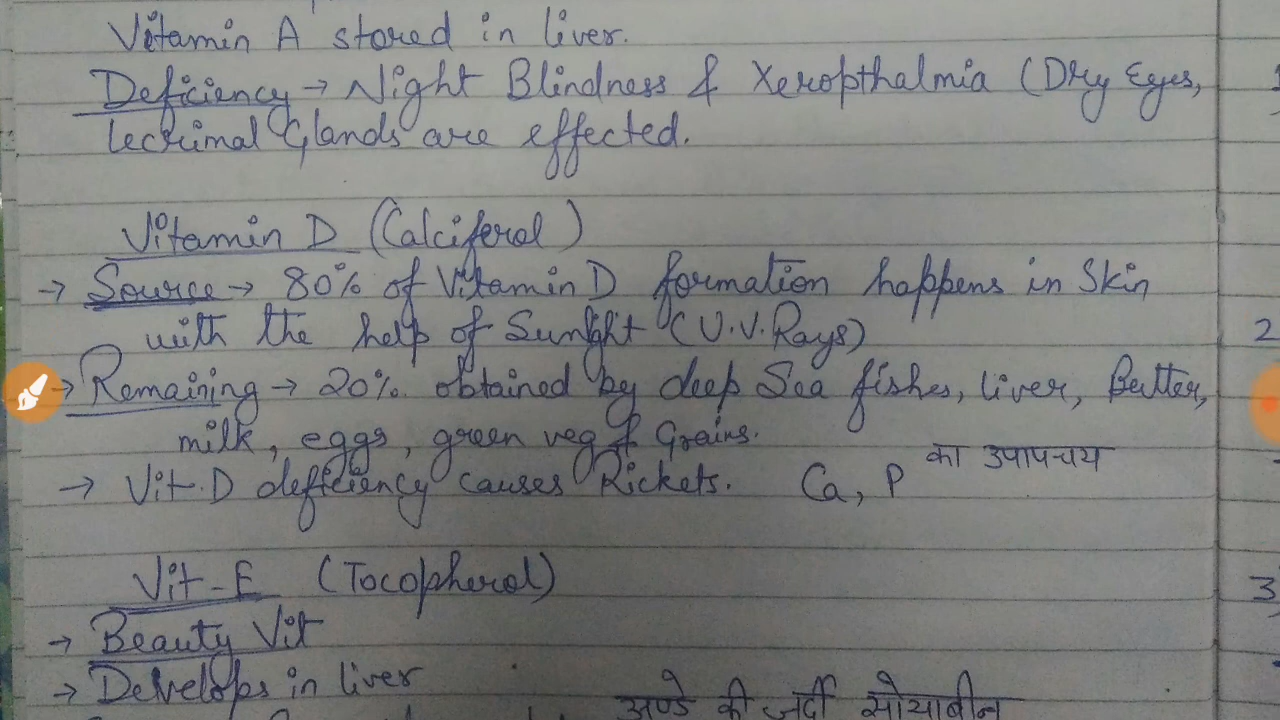 Vitamin A stored in liver.
Deficiency → Night Blindness & Xeropthalmia (Dry Eyes,
Lecrimal Glands are effected.
Vitamin D (Calciferol)
→ Source → 80% of Vitamin D formation happens in Skin
with the help of Sunlight (U.V. Rays)
2
→ Remaining → 20% obtained by deep Sea fishes, liver, Butter,
milk, eggs, green veg & Grains.
→ Vit. D defficiency causes Rickets. Ca, P का उपापचय
Vit-E (Tocopherol)
3
→ Beauty Vit
→ Develops in liver
अण्डे की जर्दी सोयाबीन